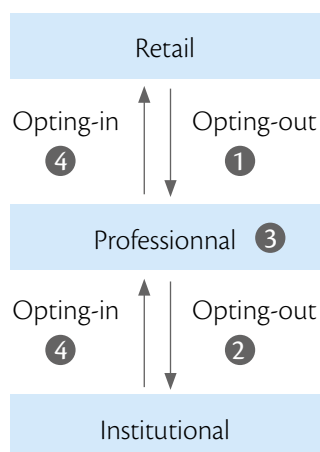 Retail
Opting-in Opting-out
4 1
Professionnal 3
Opting-in Opting-out
4 2
Institutional